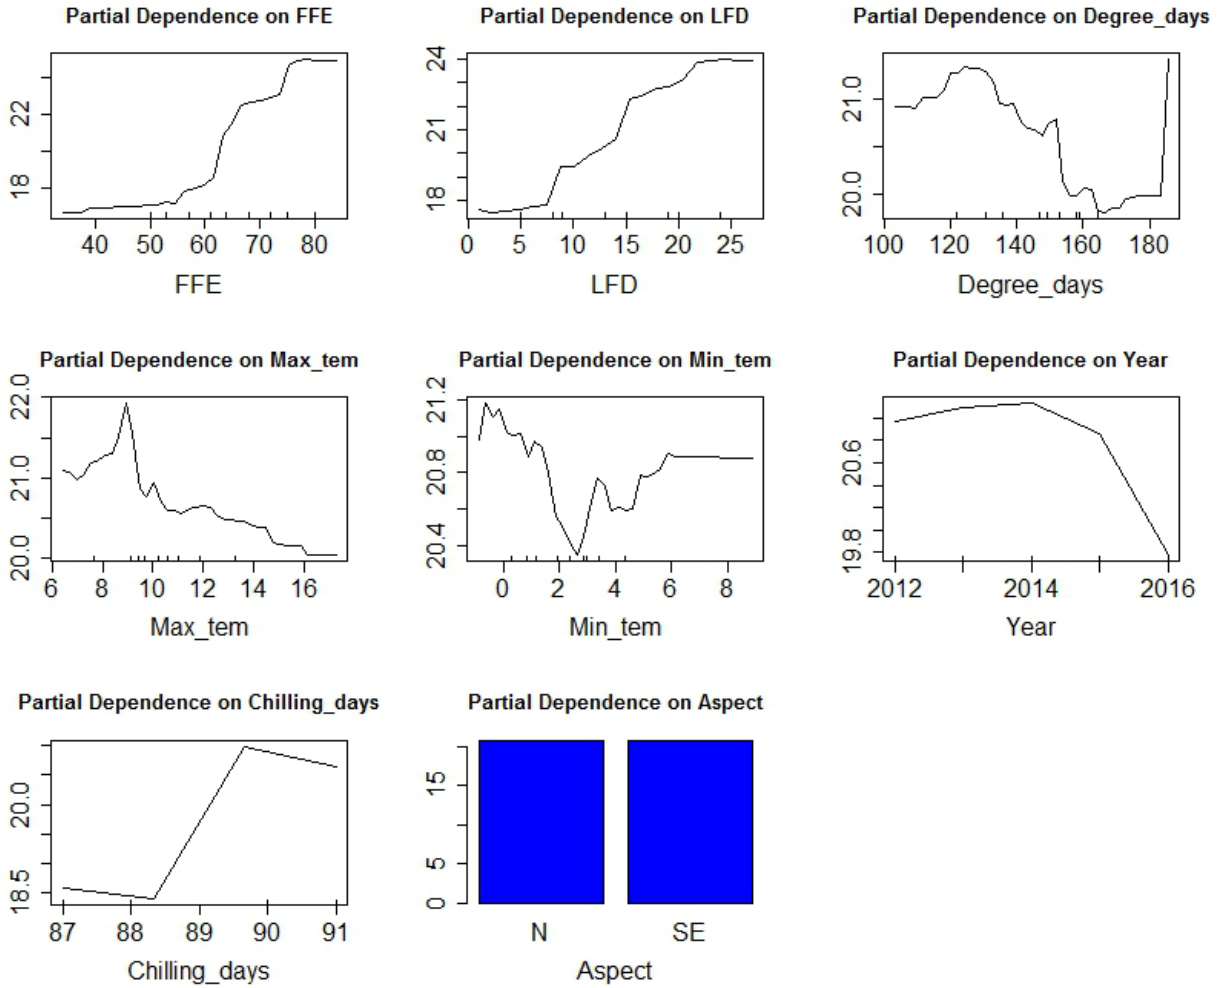 Partial Dependence on FFE
18 22
40 50 60 70 80
FFE
Partial Dependence on LFD
18 21 24
0 5 10 15 20 25
LFD
Partial Dependence on Degree_days
20.0 21.0
100 120 140 160 180
Degree_days
Partial Dependence on Max_tem
20.0 21.0 22.0
6 8 10 12 14 16
Max_tem
Partial Dependence on Min_tem
20.4 20.8 21.2
0 2 4 6 8
Min_tem
Partial Dependence on Year
19.8 20.6
2012 2014 2016
Year
Partial Dependence on Chilling_days
18.5 20.0
87 88 89 90 91
Chilling_days
Partial Dependence on Aspect
0 5 15
N SE
Aspect